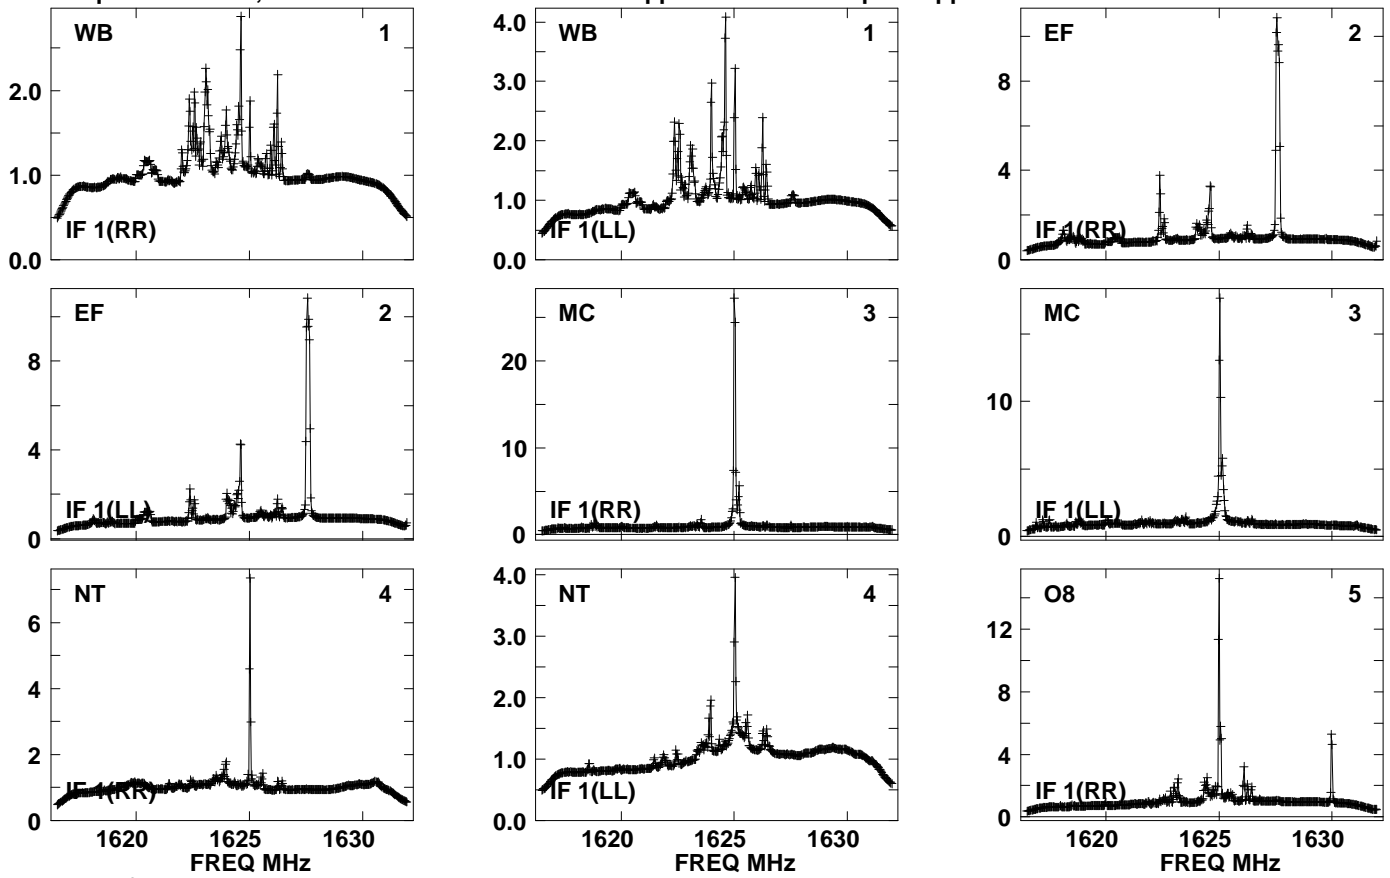 WB 1 WB 1 EF 2
2.0 4.0 8
1.0 3.0 4
0.0 2.0 0
1.0
0.0
IF 1(RR) IF 1(LL) IF 1(RR)
EF 2 MC 3 MC 3
8 20 10
4 10 0
0 0
IF 1(LL) IF 1(RR) IF 1(LL)
NT 4 NT 4 O8 5
6 4.0 12
4 3.0 8
2 2.0 4
0 1.0 0
0.0
IF 1(RR) IF 1(LL) IF 1(RR)
1620 1625 1630 1620 1625 1630 1620 1625 1630
FREQ MHz FREQ MHz FREQ MHz